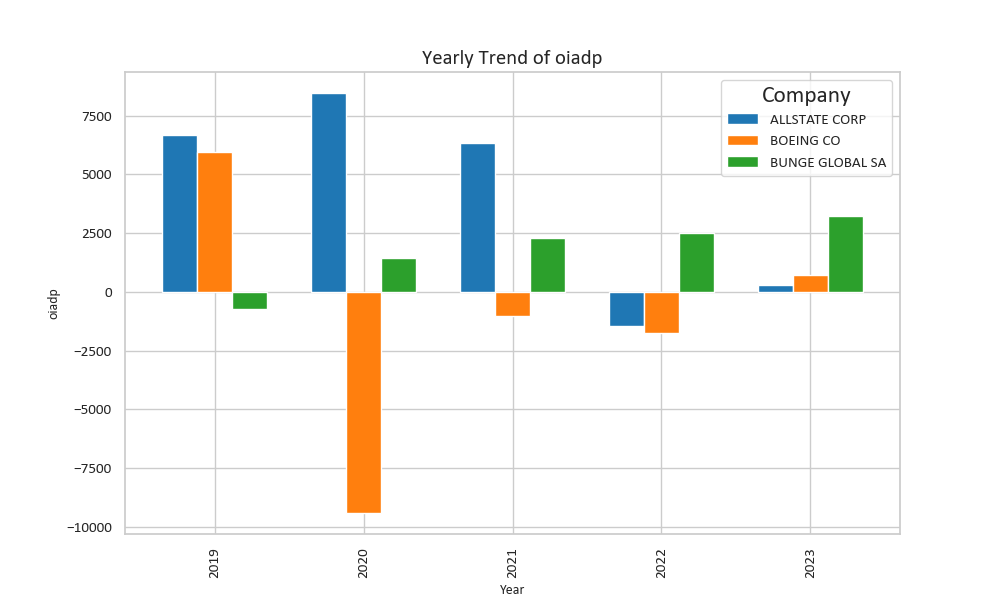 Yearly Trend of oiadp
Company
ALLSTATE CORP
BOEING CO
BUNGE GLOBAL SA
7500
5000
2500
0
−2500
−5000
−7500
−10000
oiadp
2019
2020
2021
2022
2023
Year